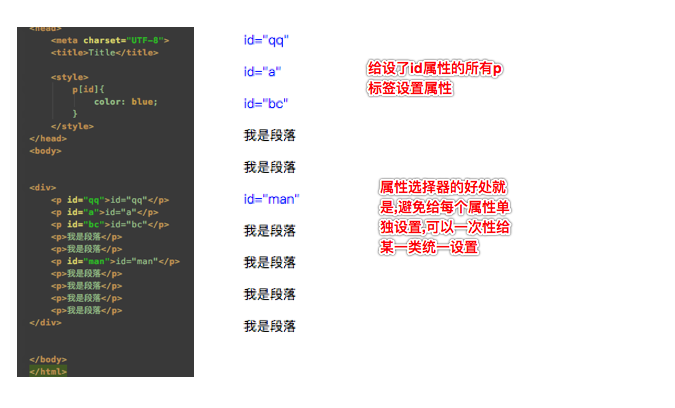 <head>
<meta charset="UTF-8">
<title>Title</title>
<style>
p[id]{
color: blue;
}
</style>
</head>
<body>
<div>
<p id="qq">id="qq"</p>
<p id="a">id="a"</p>
<p id="bc">id="bc"</p>
<p>我是段落</p>
<p>我是段落</p>
<p id="man">id="man"</p>
<p>我是段落</p>
<p>我是段落</p>
<p>我是段落</p>
<p>我是段落</p>
</div>
</body>
</html>
id="qq"
id="a"
id="bc"
我是段落
我是段落
id="man"
我是段落
我是段落
我是段落
我是段落
给设了id属性的所有p
标签设置属性
属性选择器的好处就
是,避免给每个属性单
独设置,可以一次性给
某一类统一设置